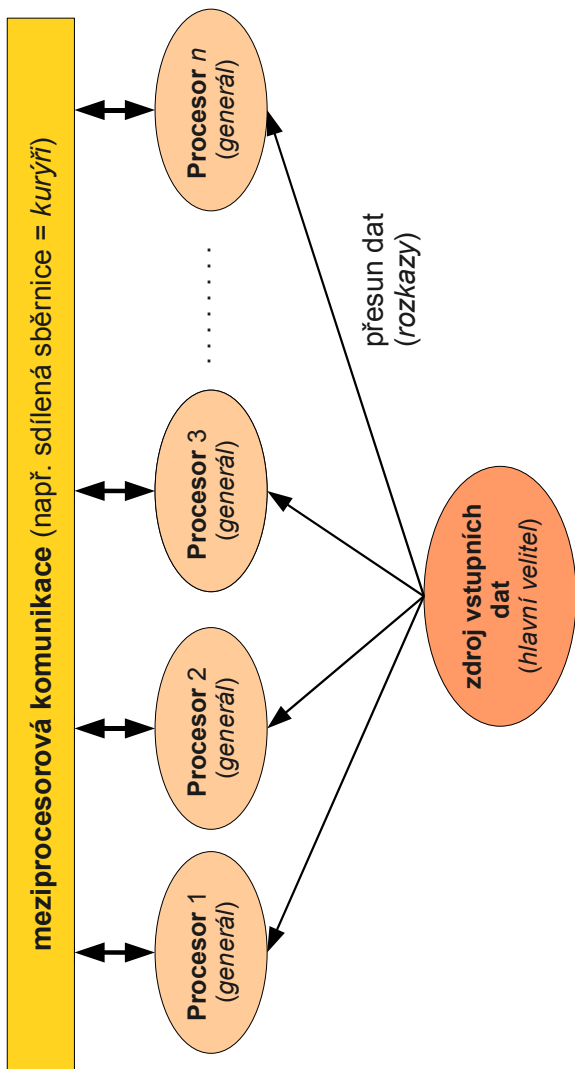 meziprocesorová komunikace (např. sdílená sběrnice = kurýři)
Procesor 1
(generál)
Procesor 2
(generál)
Procesor 3
(generál)
. . . . . . . .
Procesor n
(generál)
přesun dat
(rozkazy)
zdroj vstupních
dat
(hlavní velitel)